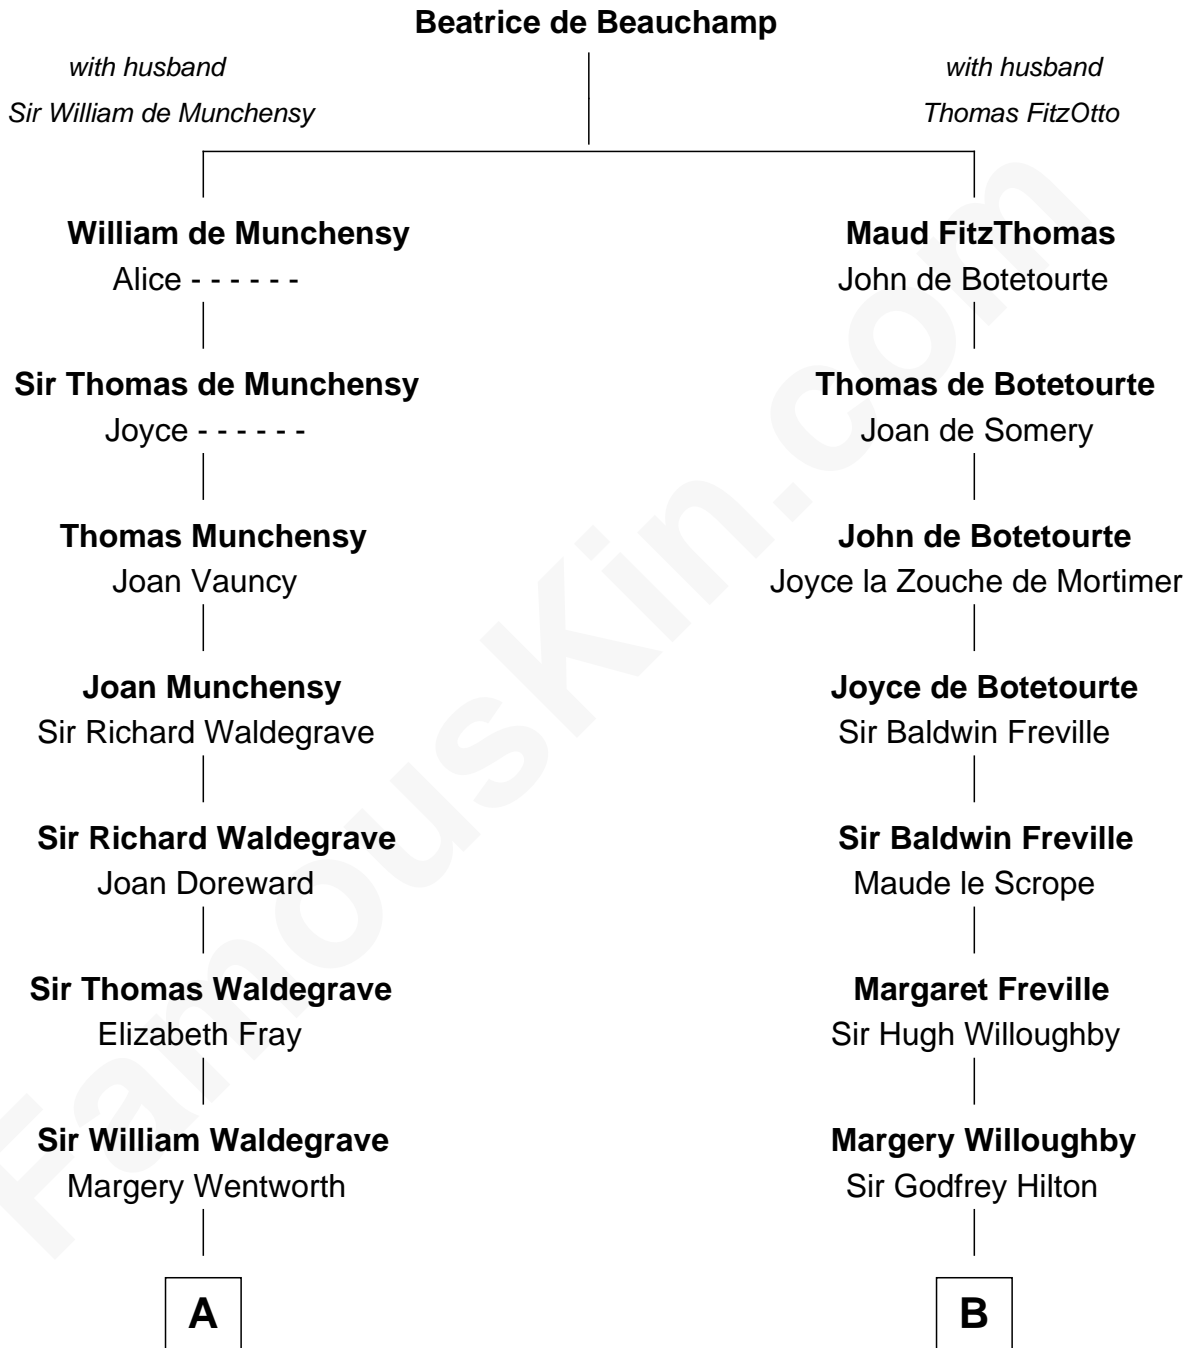 Beatrice de Beauchamp
with husband
Sir William de Munchensy
with husband
Thomas FitzOtto
William de Munchensy
Alice - - - - - -
Maud FitzThomas
John de Botetourte
Sir Thomas de Munchensy
Joyce - - - - - -
Thomas de Botetourte
Joan de Somery
Thomas Munchensy
Joan Vauncy
John de Botetourte
Joyce la Zouche de Mortimer
Joan Munchensy
Sir Richard Waldegrave
Joyce de Botetourte
Sir Baldwin Freville
Sir Richard Waldegrave
Joan Doreward
Sir Baldwin Freville
Maude le Scrope
Sir Thomas Waldegrave
Elizabeth Fray
Margaret Freville
Sir Hugh Willoughby
Sir William Waldegrave
Margery Wentworth
Margery Willoughby
Sir Godfrey Hilton
A
B
FamousKin.com